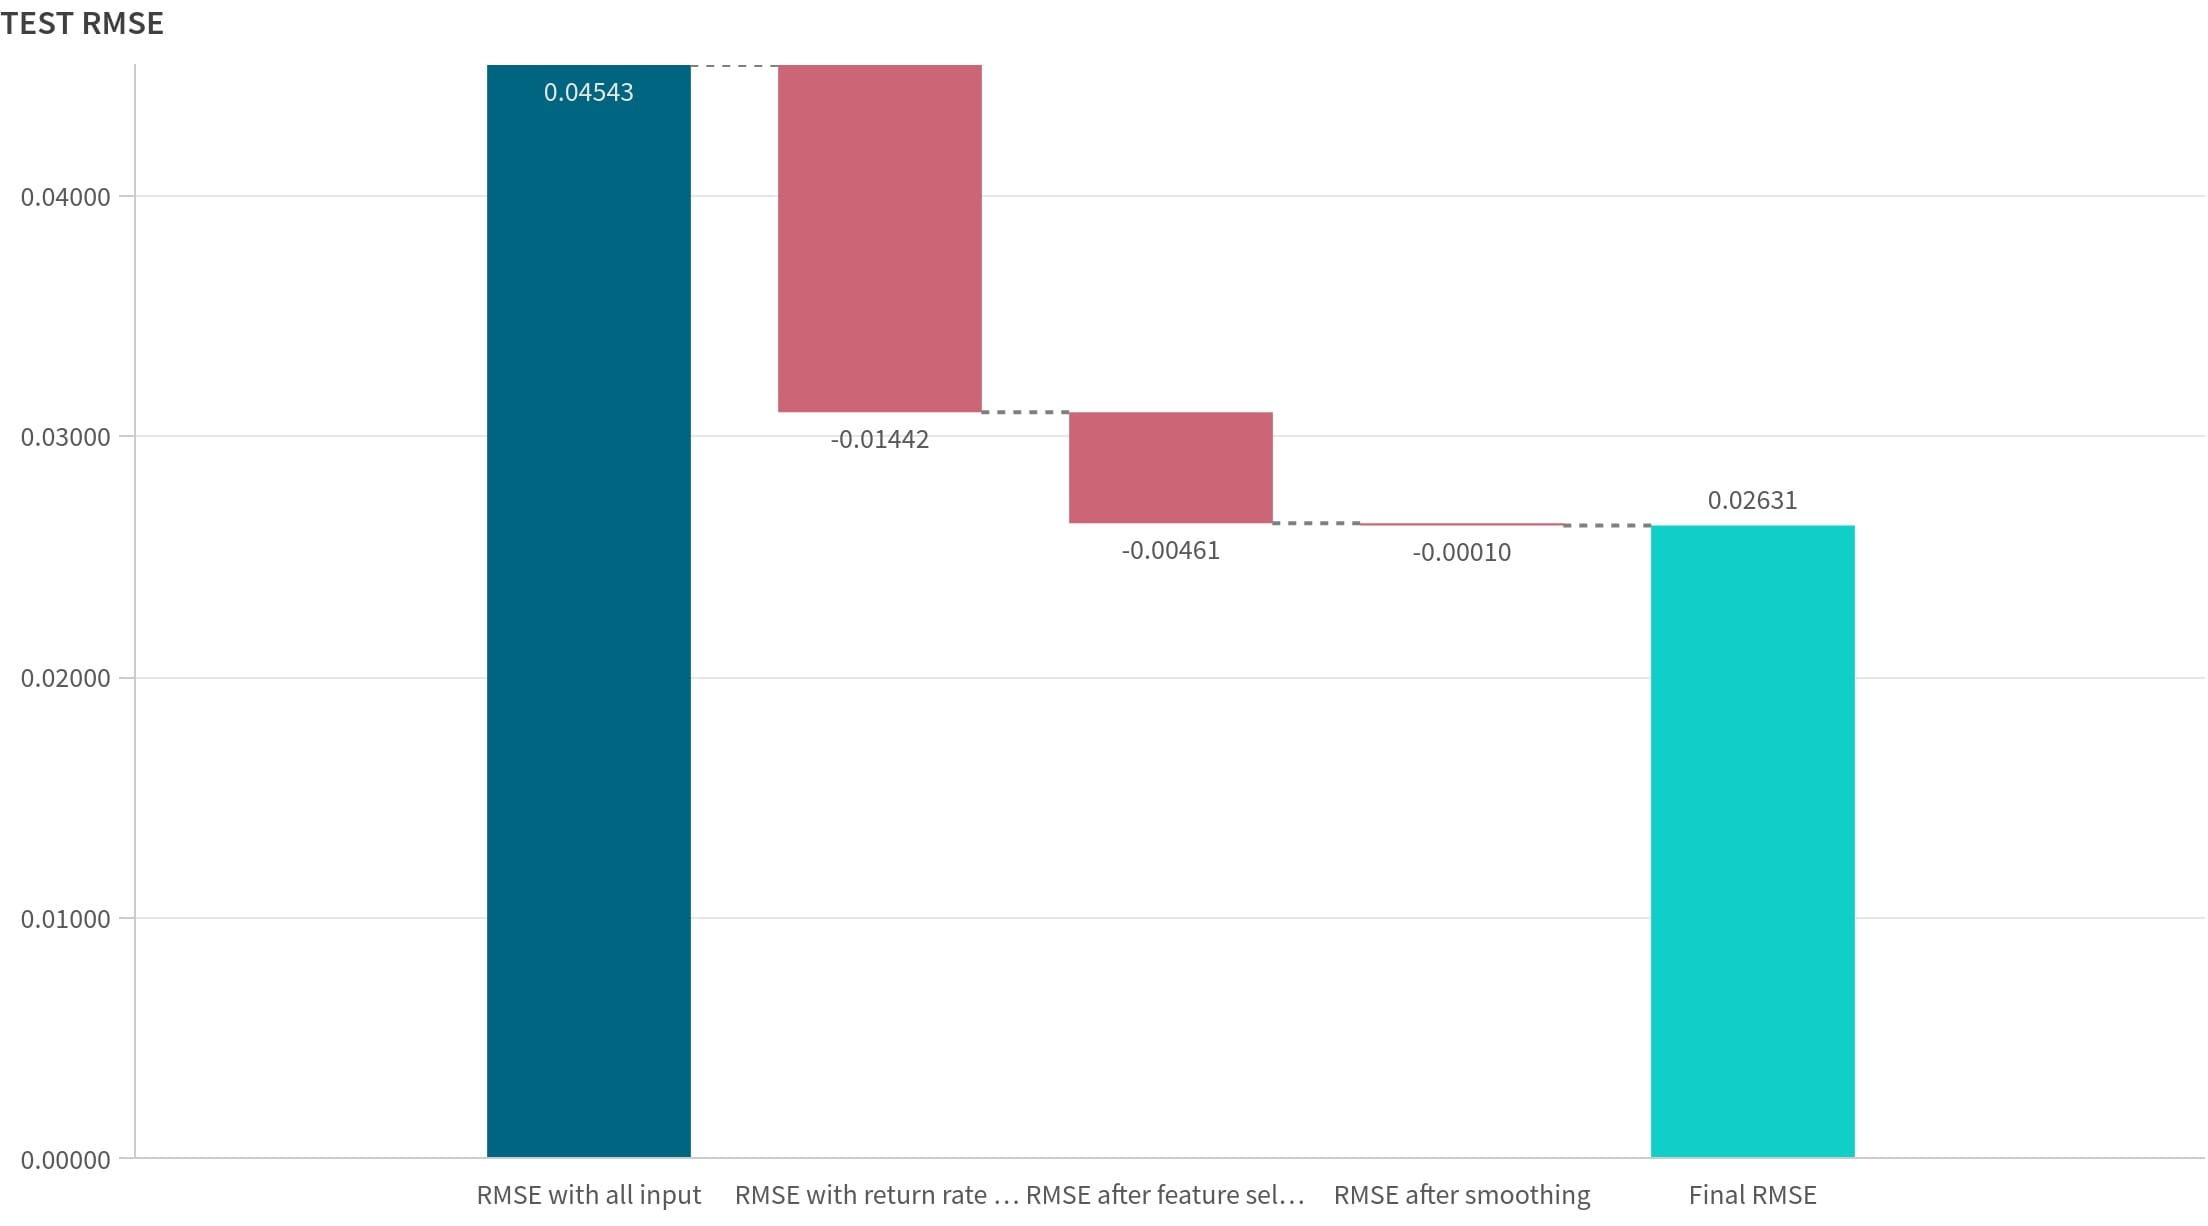 TEST RMSE
0.04543
0.04000
0.03000
-0.01442
0.02631
-0.00461
-0.00010
0.02000
0.01000
0.00000
RMSE with all input
RMSE with return rate …
RMSE after feature sel…
RMSE after smoothing
Final RMSE